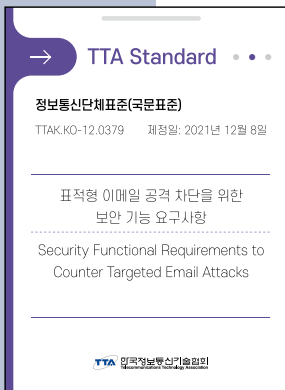 TTA Standard
정보통신단체표준(국문표준)
TTAK.KO-12.0379 제정일: 2021년 12월 8일
표적형 이메일 공격 차단을 위한
보안 기능 요구사항
Security Functional Requirements to
Counter Targeted Email Attacks
TTA 한국정보통신기술협회
Telecommunications Technology Association